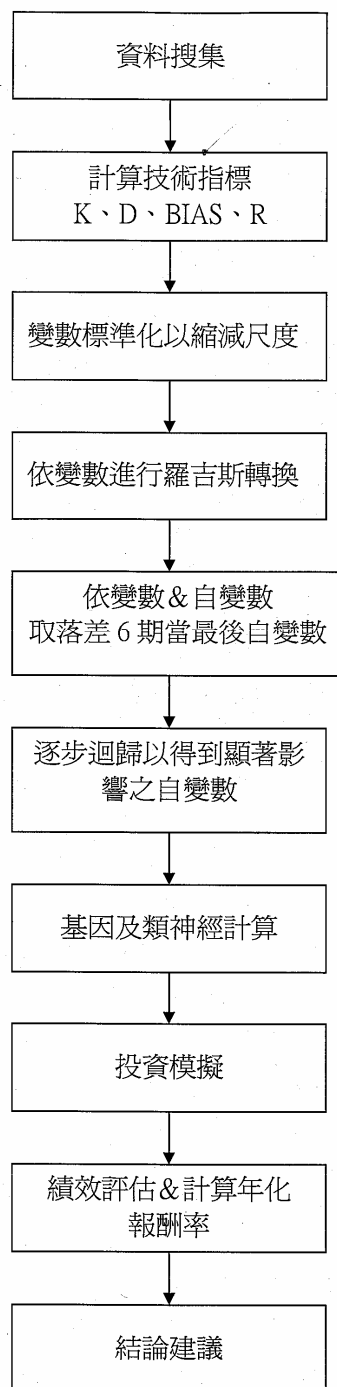 資料搜集
計算技術指標
K、D、BIAS、R
變數標準化以縮減尺度
依變數進行羅吉斯轉換
依變數＆自變數
取落差6期當最後自變數
逐步迴歸以得到顯著影
響之自變數
基因及類神經計算
投資模擬
績效評估＆計算年化
報酬率
結論建議